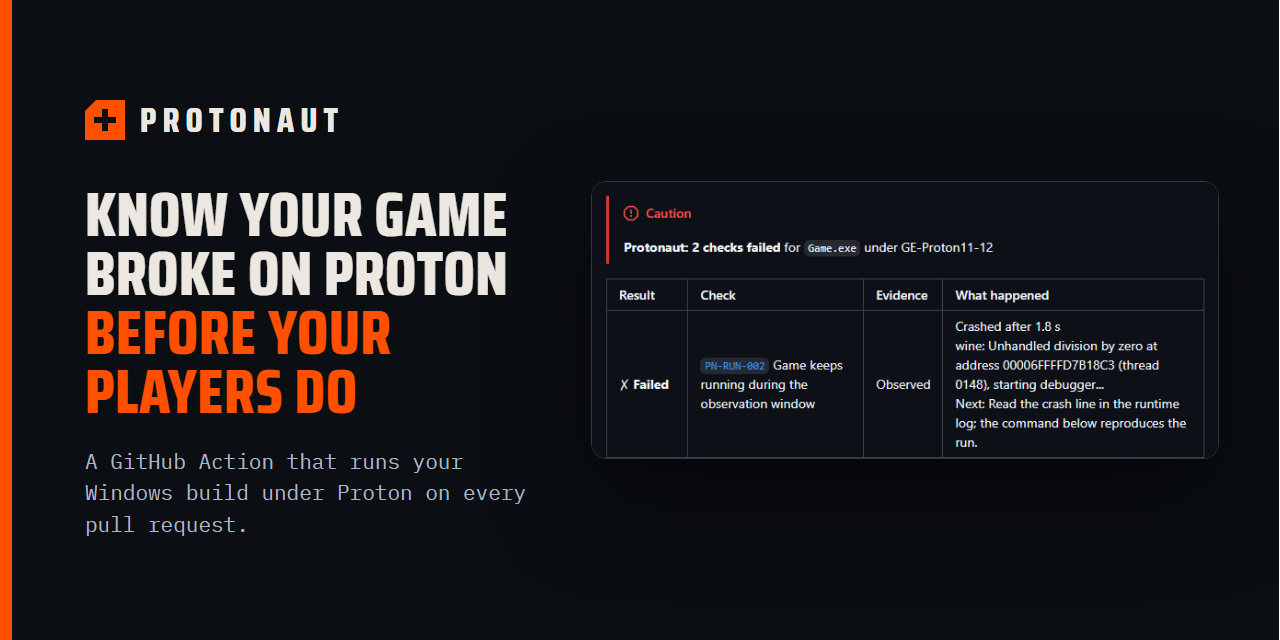 PROTONAUT
KNOW YOUR GAME
BROKE ON PROTON
BEFORE YOUR
PLAYERS DO
A GitHub Action that runs your
Windows build under Proton on every
pull request.
Caution
Protonaut: 2 checks failed for Game.exe under GE-Proton11-12
Result Check Evidence What happened
✗ Failed
PN-RUN-002 Game keeps
running during the
observation window
Observed
Crashed after 1.8 s
wine: Unhandled division by zero at
address 00006FFFFD7B18C3 (thread
0148), starting debugger...
Next: Read the crash line in the runtime
log; the command below reproduces the
run.